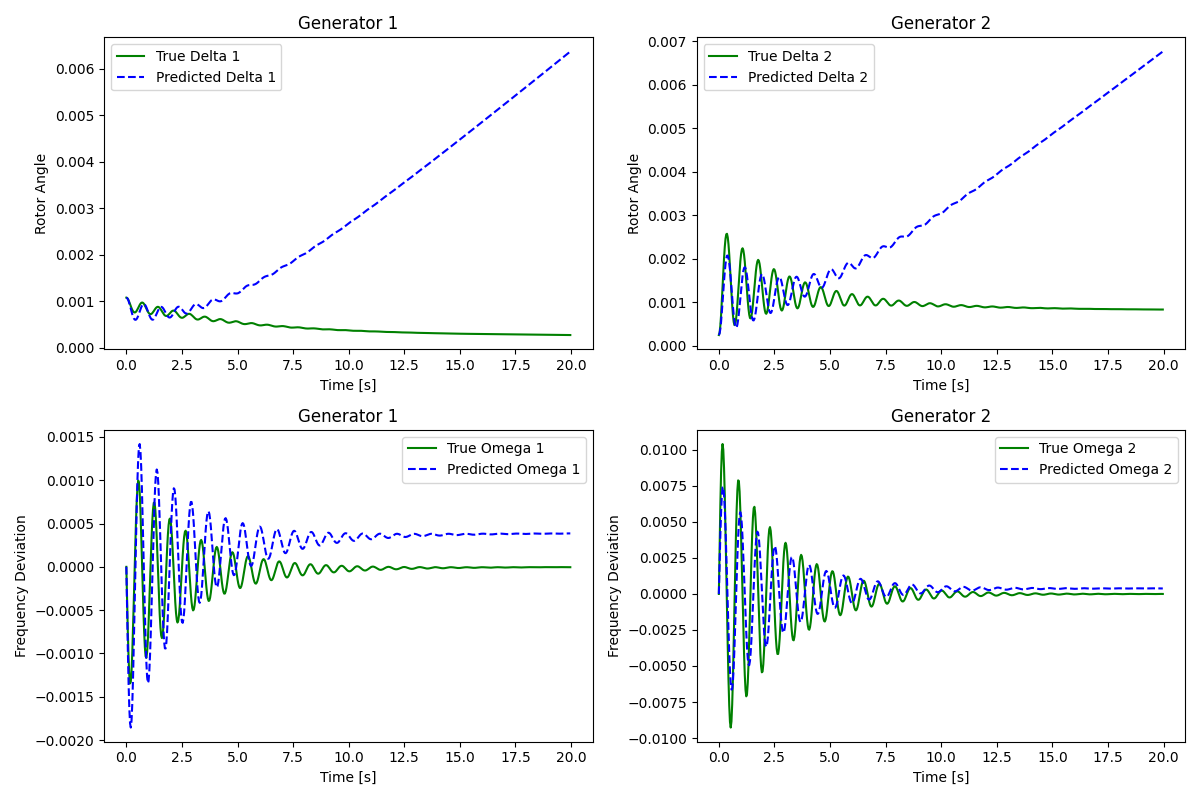 Generator 1
True Delta 1
Predicted Delta 1
Rotor Angle
0.006
0.005
0.004
0.003
0.002
0.001
0.000
0.0 2.5 5.0 7.5 10.0 12.5 15.0 17.5 20.0
Time [s]
Generator 2
True Delta 2
Predicted Delta 2
Rotor Angle
0.007
0.006
0.005
0.004
0.003
0.002
0.001
0.000
0.0 2.5 5.0 7.5 10.0 12.5 15.0 17.5 20.0
Time [s]
Generator 1
True Omega 1
Predicted Omega 1
Frequency Deviation
0.0015
0.0010
0.0005
0.0000
−0.0005
−0.0010
−0.0015
−0.0020
0.0 2.5 5.0 7.5 10.0 12.5 15.0 17.5 20.0
Time [s]
Generator 2
True Omega 2
Predicted Omega 2
Frequency Deviation
0.0100
0.0075
0.0050
0.0025
0.0000
−0.0025
−0.0050
−0.0075
−0.0100
0.0 2.5 5.0 7.5 10.0 12.5 15.0 17.5 20.0
Time [s]